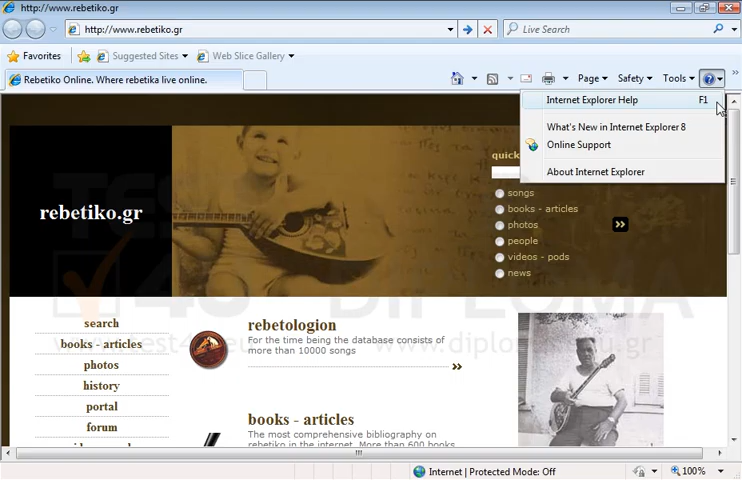 http://www.rebetiko.gr
http://www.rebetiko.gr
Live Search
Favorites
Suggested Sites
Web Slice Gallery
Rebetiko Online. Where rebetika live online.
Page
Safety
Tools
Internet Explorer Help F1
What's New in Internet Explorer 8
Online Support
About Internet Explorer
rebetiko.gr
quick
songs
books - articles
photos
people
videos - pods
news
search
books - articles
photos
history
portal
forum
rebetologion
For the time being the database consists of
more than 10000 songs
books - articles
The most comprehensive bibliography on
rebetiko in the internet. More than 600 books
Internet | Protected Mode: Off
100%